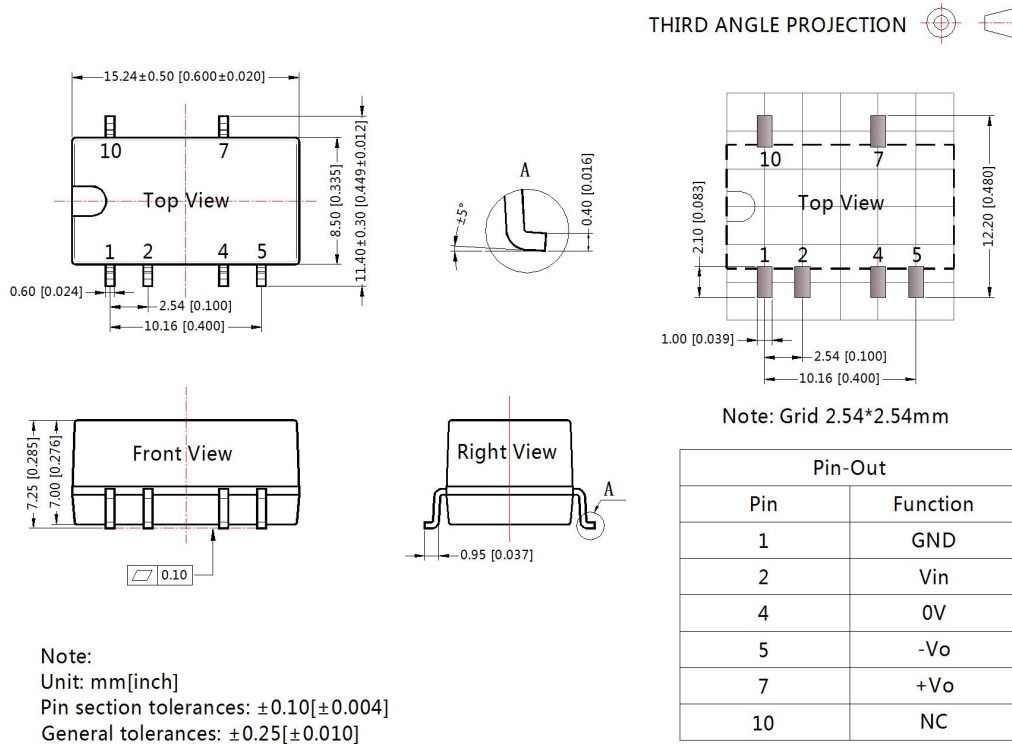 THIRD ANGLE PROJECTION
15.24±0.50 [0.600±0.020]
10 7
Top View
1 2 4 5
8.50 [0.335]
11.40±0.30 [0.449±0.012]
0.60 [0.024]
2.54 [0.100]
10.16 [0.400]
A
±5°
0.40 [0.016]
10 7
Top View
1 2 4 5
2.10 [0.083]
12.20 [0.480]
1.00 [0.039]
2.54 [0.100]
10.16 [0.400]
Note: Grid 2.54*2.54mm
Front View
7.25 [0.285]
7.00 [0.276]
0.10
Right View
A
0.95 [0.037]
Pin-Out
Pin Function
1 GND
2 Vin
4 0V
5 -Vo
7 +Vo
10 NC
Note:
Unit: mm[inch]
Pin section tolerances: ±0.10[±0.004]
General tolerances: ±0.25[±0.010]